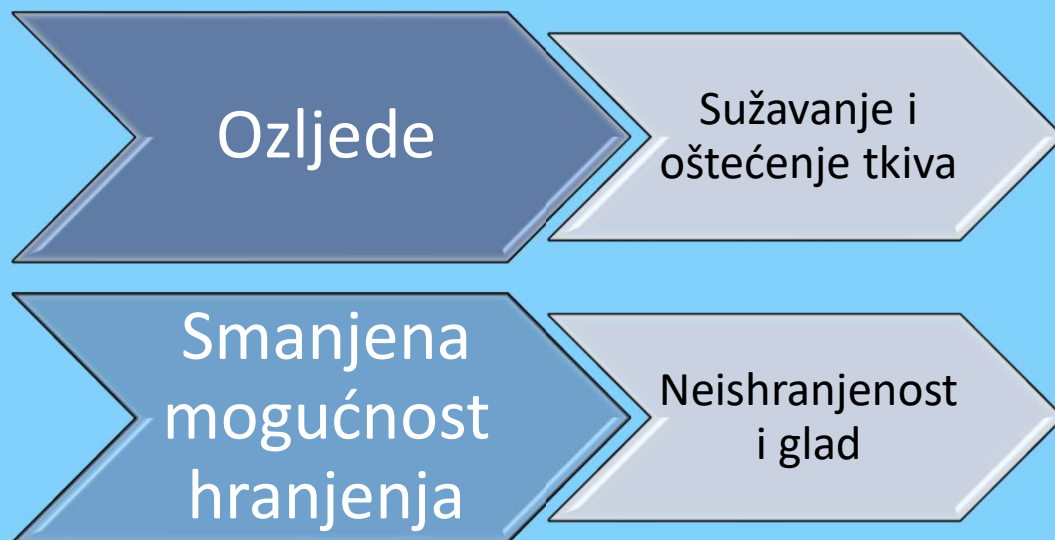 Ozljede
Sužavanje i
oštećenje tkiva
Smanjena
mogućnost
hranjenja
Neishranjenost
i glad